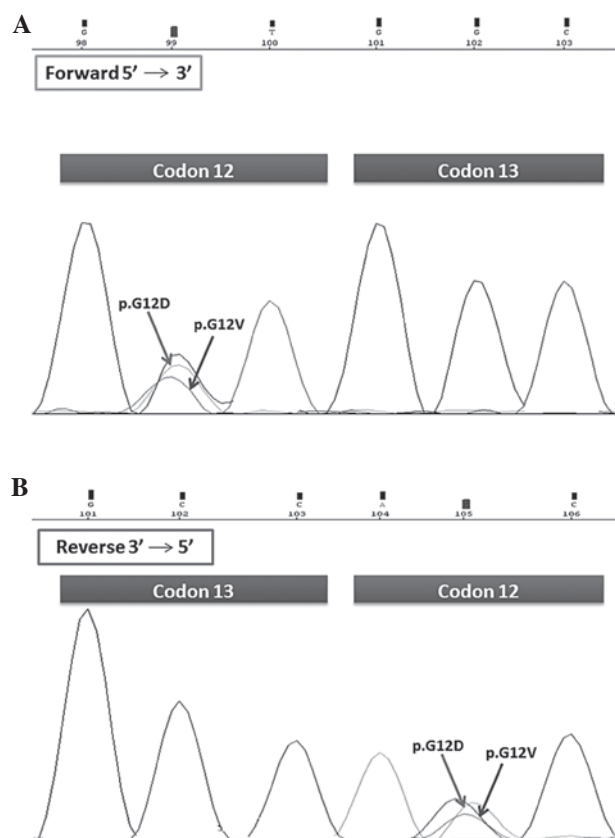 A
G T G G C
98 99 100 101 102 103
Forward 5’ → 3’
Codon 12 Codon 13
p.G12D
p.G12V
B
G C C A C
101 102 103 104 105 106
Reverse 3’ → 5’
Codon 13 Codon 12
p.G12D p.G12V